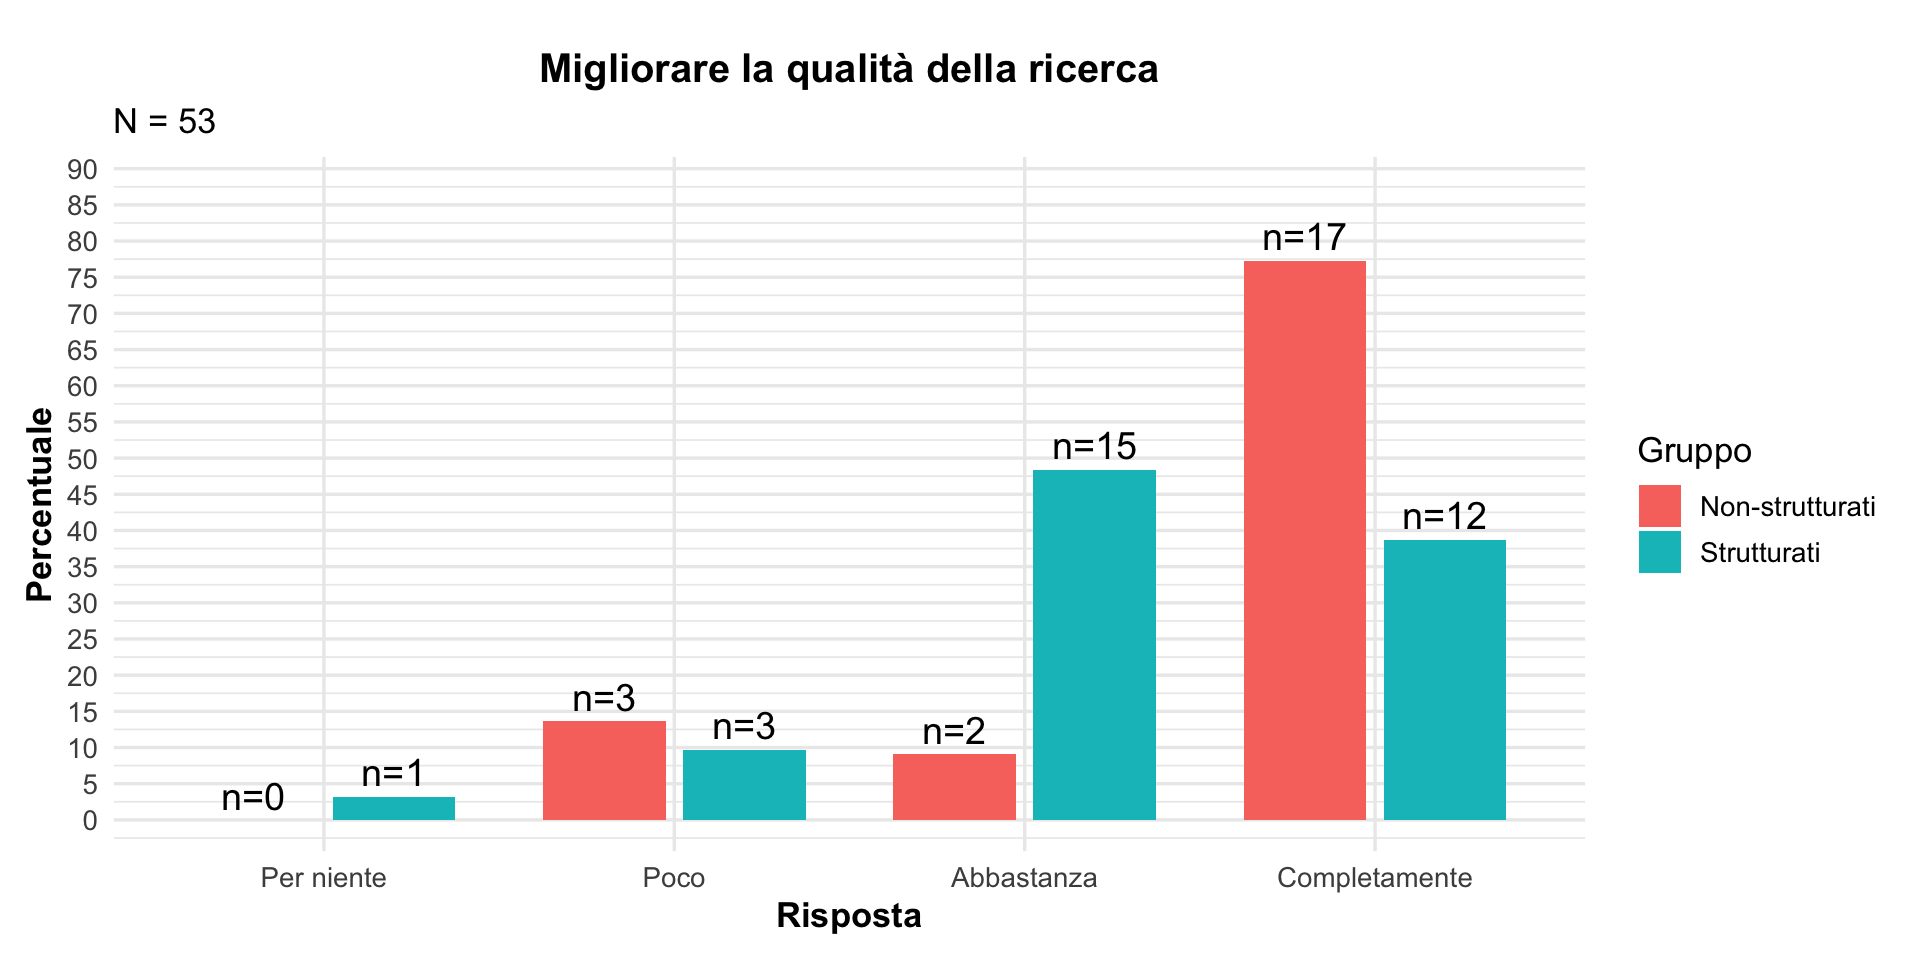 Migliorare la qualità della ricerca
N = 53
90
85
80
75
70
65
60
55
50
45
40
35
30
25
20
15
10
5
0
Percentuale
n=0
n=1
n=3
n=3
n=2
n=15
n=17
n=12
Per niente
Poco
Abbastanza
Completamente
Risposta
Gruppo
Non-strutturati
Strutturati